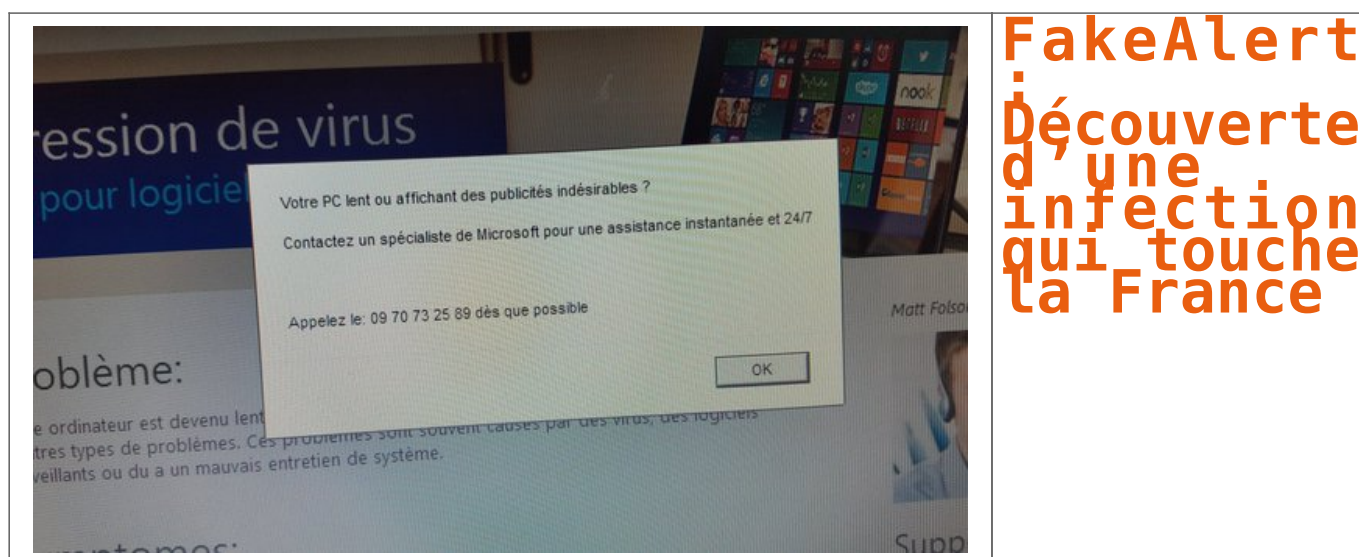 ression de virus
pour logiciel
nook
Votre PC lent ou affichant des publicités indésirables ?
Contactez un spécialiste de Microsoft pour une assistance instantanée et 24/7
Appelez le: 09 70 73 25 89 dès que possible
OK
Matt Folso
oblème:
e ordinateur est devenu lent
tres types de problèmes. Ces problèmes sont souvent causés par des virus, des logiciels
veillants ou du a un mauvais entretien de système.
Supp
FakeAlert
:
Découverte
d’une
infection
qui touche
la France